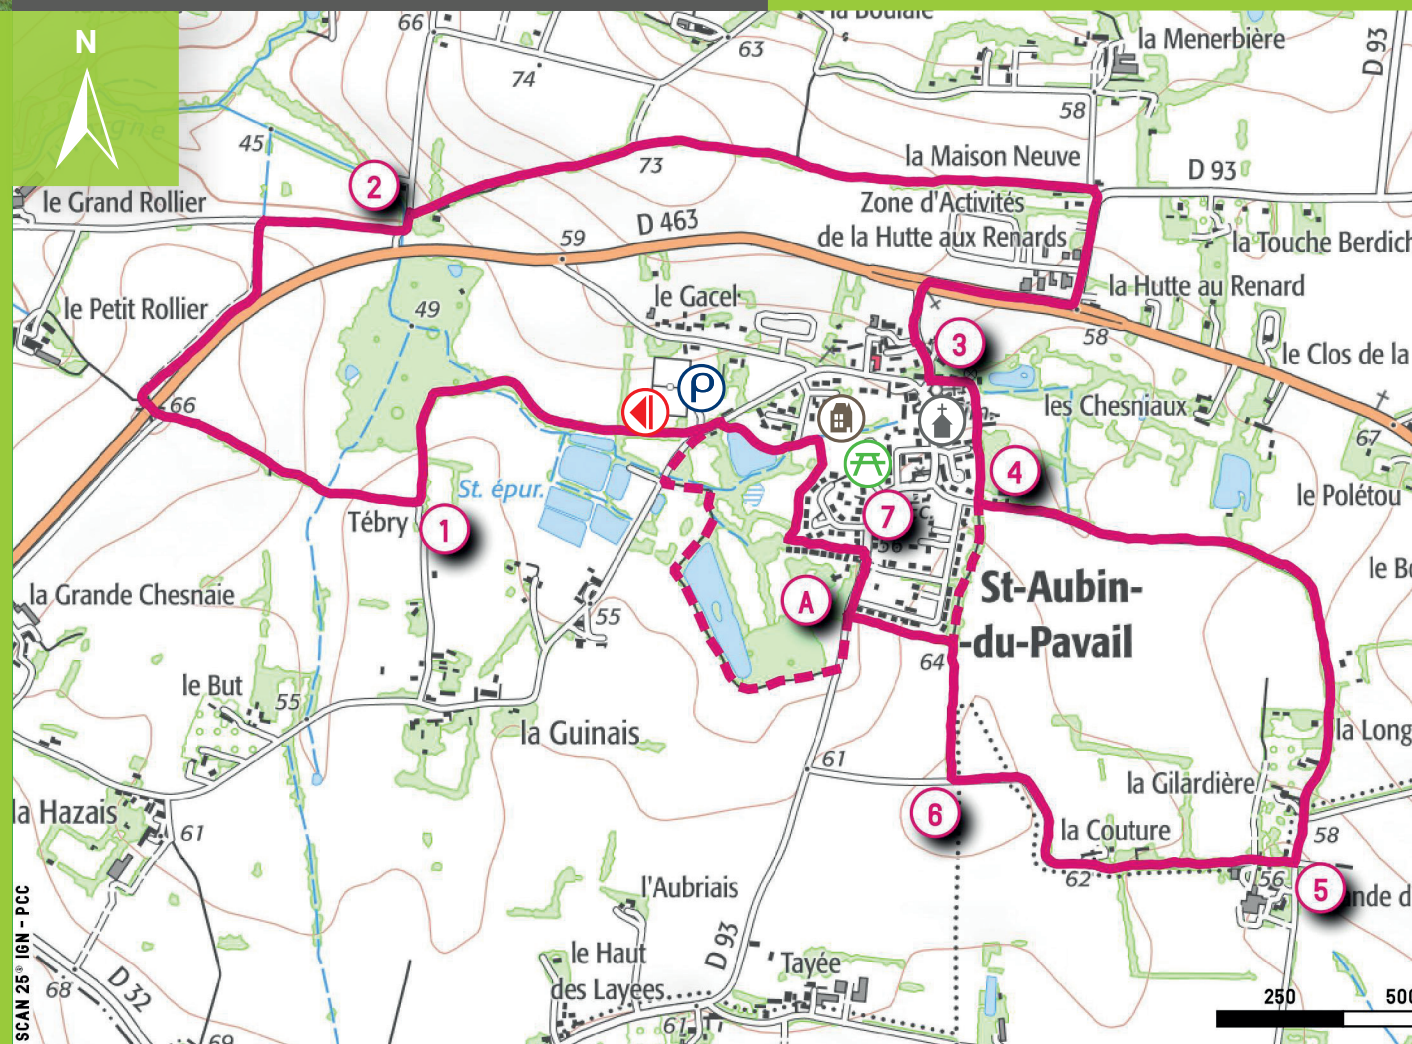 N
66
63
la Menerbière
D 93
74
58
45
73
la Maison Neuve
D 93
2
le Grand Rollier
Zone d'Activités
de la Hutte aux Renards
D 463
59
la Touche Berdich
le Petit Rollier
le Gacel
la Hutte au Renard
49
58
3
le Clos de la
P
66
les Chesniaux
67
4
St. épur.
le Polétou
Tébry
1
7
56
le Bo
St-Aubin-
-du-Pavail
la Grande Chesnaie
A
55
64
le But
55
la Guinais
la Long
61
la Gilardière
la Hazais
61
6
la Couture
58
62
56
5
ande d
l'Aubriais
D 93
le Haut
des Layées
Tayée
D 32
68
61
69
250
500
SCAN 25® IGN - PCC